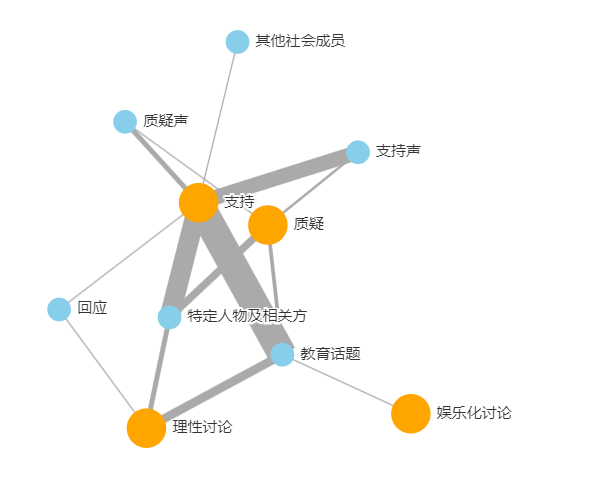 其他社会成员
质疑声
支持声
支持
质疑
回应
特定人物及相关方
教育话题
娱乐化讨论
理性讨论